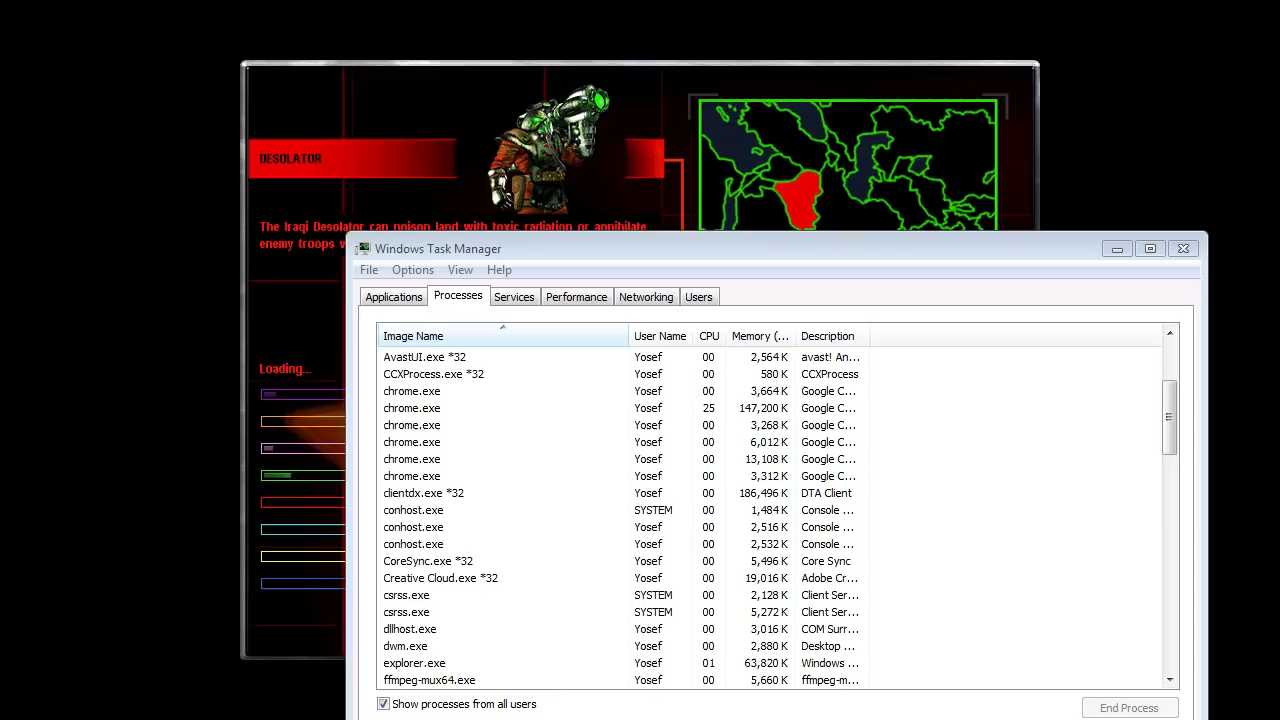 DESOLATOR
The Iraqi Desolator can poison land with toxic radiation or annihilate
enemy troops
Windows Task Manager
File Options View Help
Applications Processes Services Performance Networking Users
Image Name User Name CPU Memory (... Description
AvastUI.exe *32 Yosef 00 2,564 K avast! An...
CCXProcess.exe *32 Yosef 00 580 K CCXProcess
chrome.exe Yosef 00 3,664 K Google C...
chrome.exe Yosef 25 147,200 K Google C...
chrome.exe Yosef 00 3,268 K Google C...
chrome.exe Yosef 00 6,012 K Google C...
chrome.exe Yosef 00 13,108 K Google C...
chrome.exe Yosef 00 3,312 K Google C...
clientdx.exe *32 Yosef 00 186,496 K DTA Client
conhost.exe SYSTEM 00 1,484 K Console ...
conhost.exe Yosef 00 2,516 K Console ...
conhost.exe Yosef 00 2,532 K Console ...
CoreSync.exe *32 Yosef 00 5,496 K Core Sync
Creative Cloud.exe *32 Yosef 00 19,016 K Adobe Cr...
csrss.exe SYSTEM 00 2,128 K Client Ser...
csrss.exe SYSTEM 00 5,272 K Client Ser...
dllhost.exe Yosef 00 3,016 K COM Surr...
dwm.exe Yosef 00 2,880 K Desktop ...
explorer.exe Yosef 01 63,820 K Windows ...
ffmpeg-mux64.exe Yosef 00 5,660 K ffmpeg-m...
Loading...
Show processes from all users
End Process